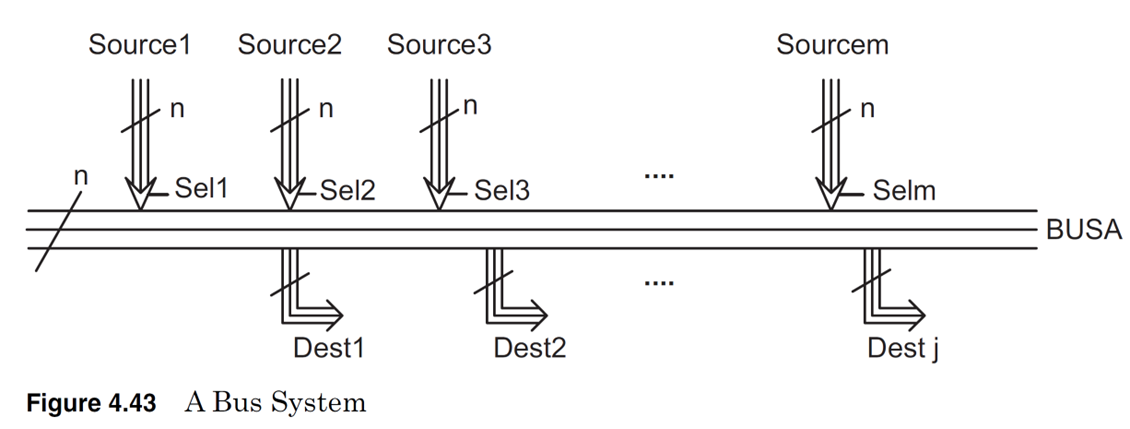 Source1 Source2 Source3 Sourcem
n n n n
n
Sel1 Sel2 Sel3 .... Selm
BUSA
....
Dest1 Dest2 Dest j
Figure 4.43 A Bus System